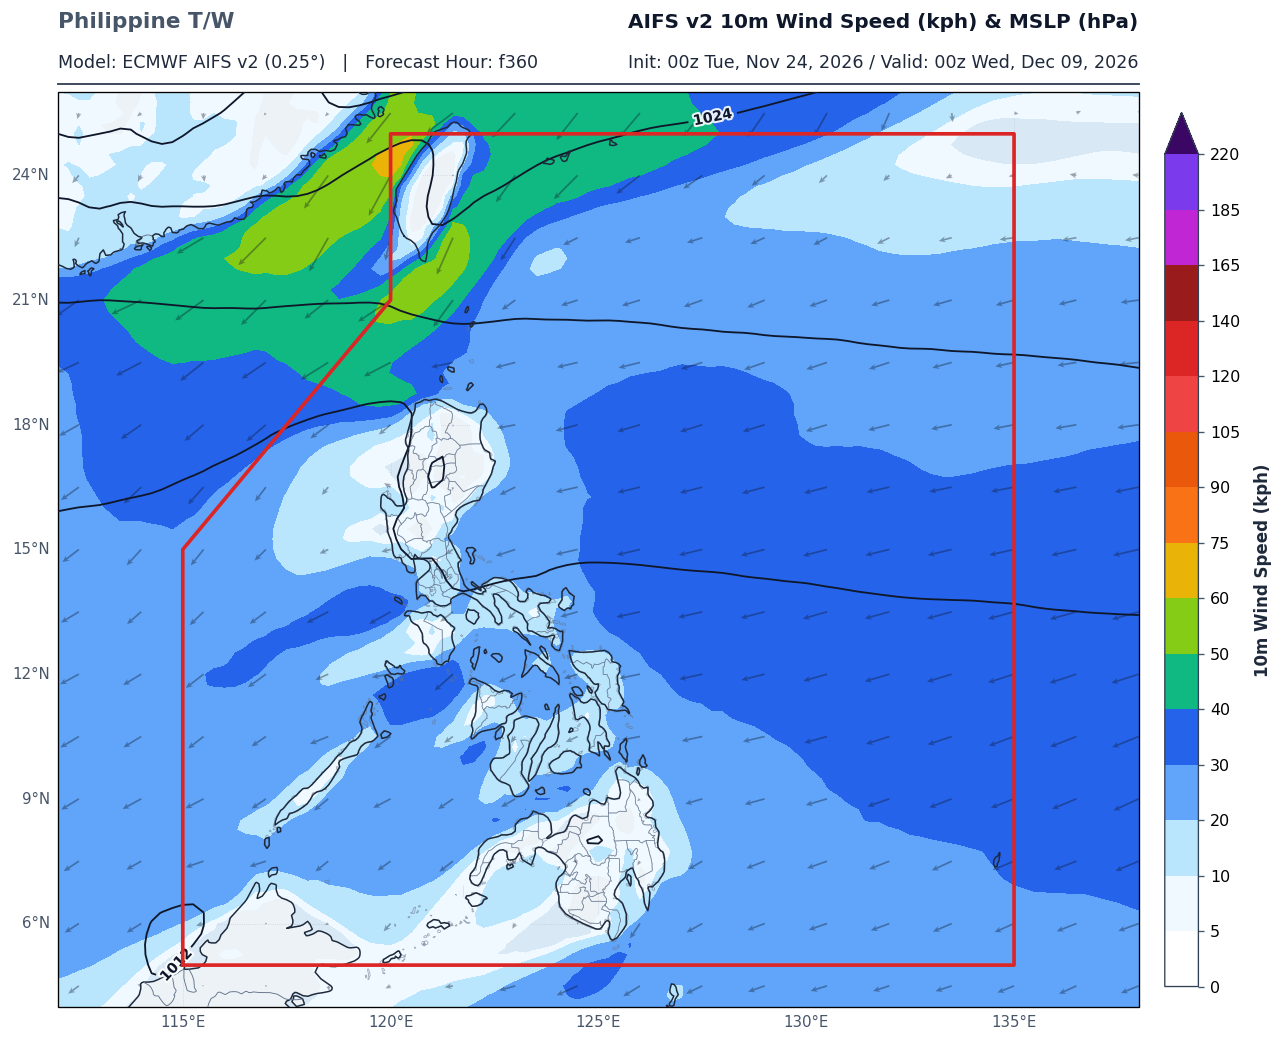 Philippine T/W
AIFS v2 10m Wind Speed (kph) & MSLP (hPa)
Model: ECMWF AIFS v2 (0.25°) | Forecast Hour: f360
Init: 00z Tue, Nov 24, 2026 / Valid: 00z Wed, Dec 09, 2026
1024
1012
24°N
21°N
18°N
15°N
12°N
9°N
6°N
115°E
120°E
125°E
130°E
135°E
220
185
165
140
120
105
90
75
60
50
40
30
20
10
5
0
10m Wind Speed (kph)